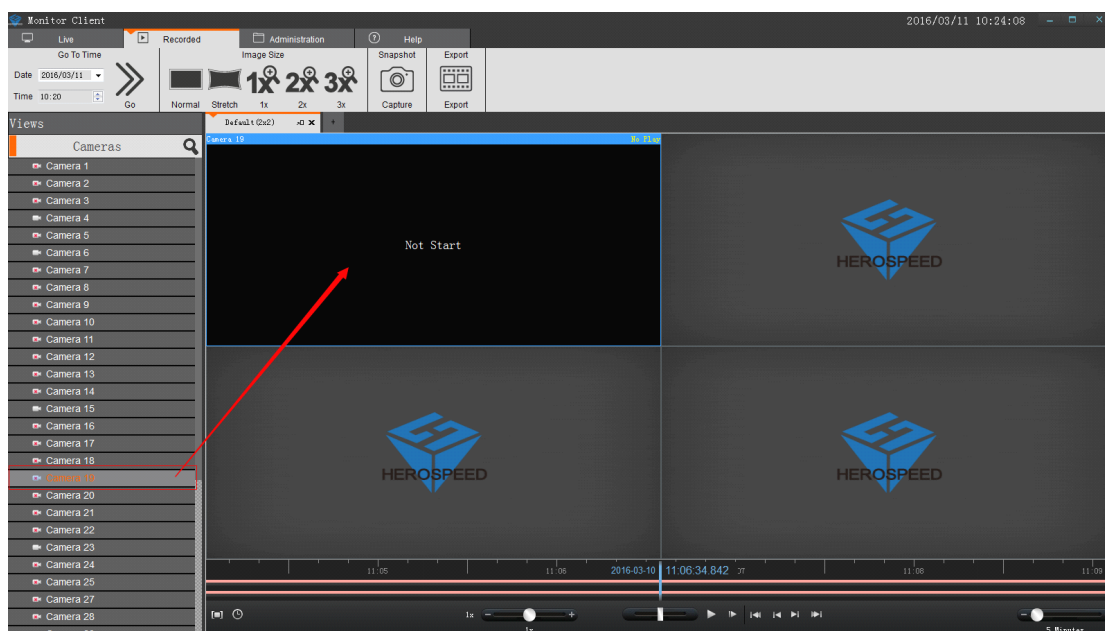 Monitor Client
2016/03/11 10:24:08
Live
Recorded
Administration
Help
Go To Time
Image Size
Snapshot
Export
Date 2016/03/11
Time 10:20
Go
1X 2X 3X
Normal Stretch 1x 2x 3x
Capture
Export
Views
Default(2x2)
Cameras
Camera 1
Camera 2
Camera 3
Camera 4
Camera 5
Camera 6
Camera 7
Camera 8
Camera 9
Camera 10
Camera 11
Camera 12
Camera 13
Camera 14
Camera 15
Camera 16
Camera 17
Camera 18
Camera 19
Camera 20
Camera 21
Camera 22
Camera 23
Camera 24
Camera 25
Camera 27
Camera 28
Camera 19
No Play
Not Start
HEROSPEED
HEROSPEED
HEROSPEED
11:05
11:06
2016-03-10 11:06:34.842
11:08
11:09
1x
1x
5 Minutes